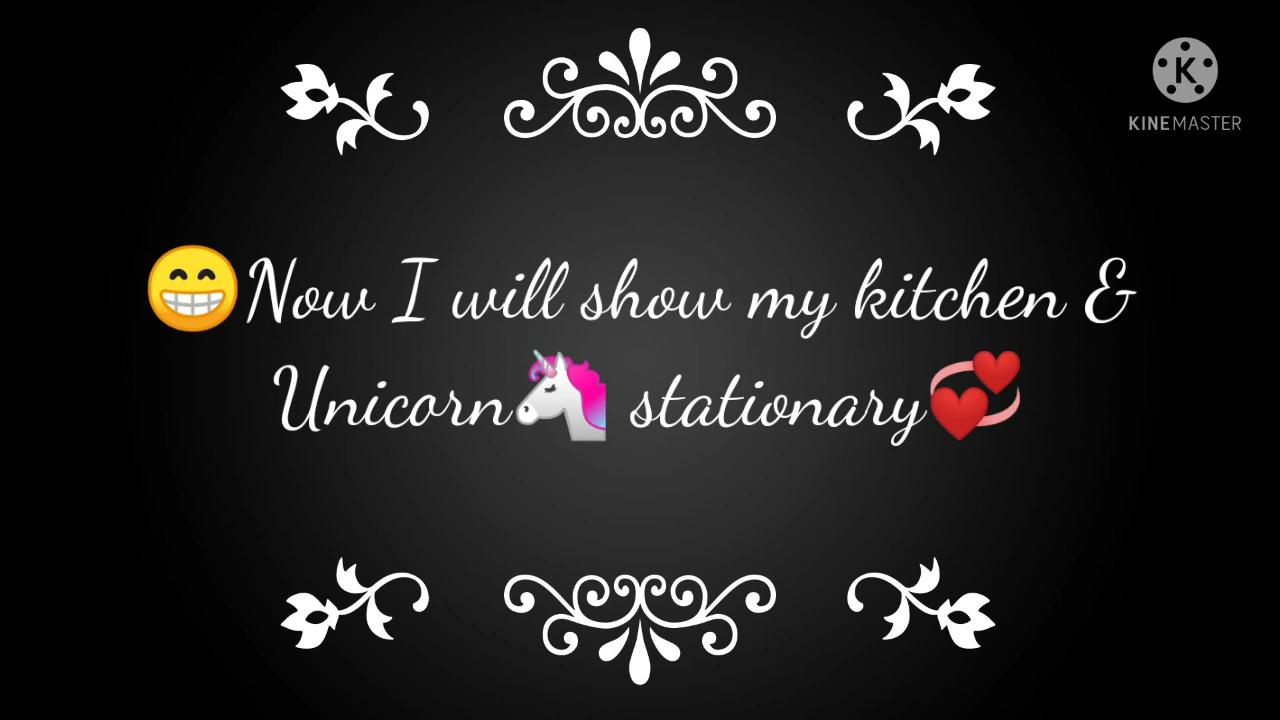 KINEMASTER
😁Now I will show my kitchen &
Unicorn🦄 stationary💞